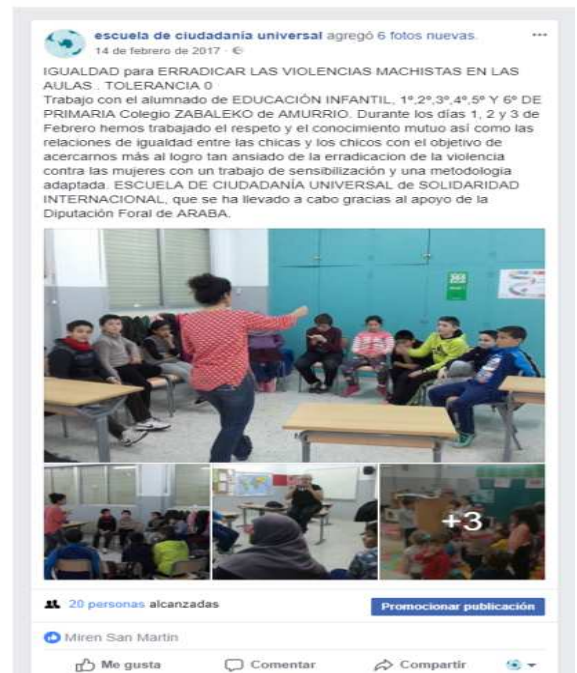 escuela de ciudadanía universal agregó 6 fotos nuevas.
14 de febrero de 2017
IGUALDAD para ERRADICAR LAS VIOLENCIAS MACHISTAS EN LAS
AULAS . TOLERANCIA 0
Trabajo con el alumnado de EDUCACIÓN INFANTIL, 1º,2º,3º,4º,5º Y 6º DE
PRIMARIA Colegio ZABALEKO de AMURRIO. Durante los días 1, 2 y 3 de
Febrero hemos trabajado el respeto y el conocimiento mutuo así como las
relaciones de igualdad entre las chicas y los chicos con el objetivo de
acercarnos más al logro tan ansiado de la erradicacion de la violencia
contra las mujeres con un trabajo de sensibilización y una metodología
adaptada. ESCUELA DE CIUDADANÍA UNIVERSAL de SOLIDARIDAD
INTERNACIONAL, que se ha llevado a cabo gracias al apoyo de la
Diputación Foral de ARABA.
+3
20 personas alcanzadas
Promocionar publicación
Miren San Martin
Me gusta
Comentar
Compartir